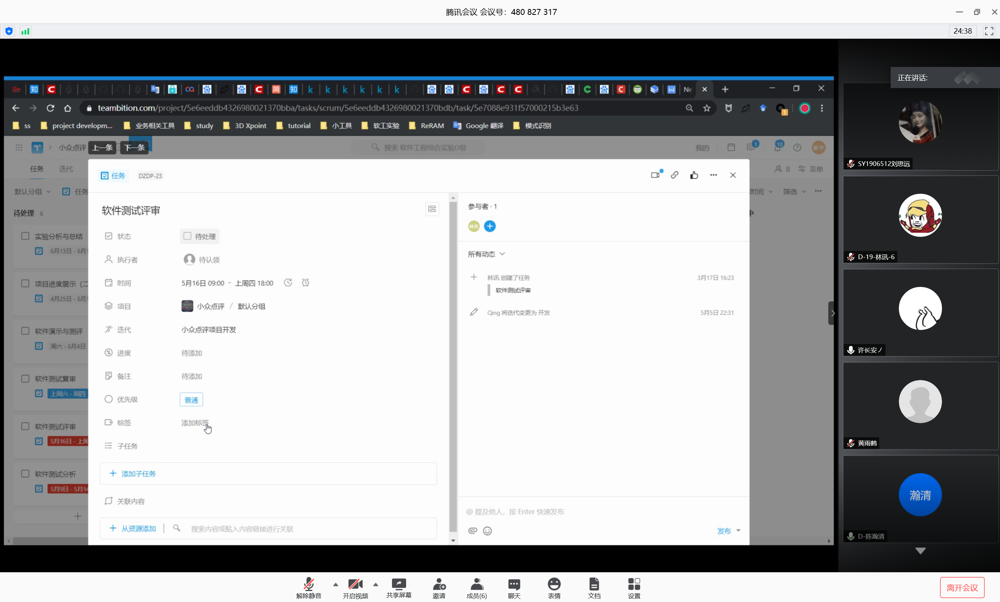 腾讯会议 会议号：480 827 317
24:38
正在讲话:
Ne
teambition.com/project/5e6eeddb4326980021370bba/tasks/scrum/5e6eeddb4326980021370bdb/task/5e7088e931f57000215b3e63
1
ss
project developm...
业务相关工具
study
3D Xpoint
tutorial
小工具
软工实验
ReRAM
Google 翻译
模式识别
小众点评
上一条
下一条
搜索 软件工程综合实验D组
我的
1
18
新宇
任务
迭代
8
菜单
默认分组
任务
时间
筛选
待处理 6
中
实验分析与总结
6月13日 - 6月1
项目进度展示（二
4月25日 - 6月1
软件演示与测评
周六 - 6月4日
软件测试复审
上周六 - 周四
软件测试评审
5月16日 - 上周
软件测试分析
5月9日 - 5月14
任务
DZDP-23
软件测试评审
状态
待处理
执行者
待认领
时间
5月16日 09:00 - 上周四 18:00
项目
小众点评 / 默认分组
迭代
小众点评项目开发
进度
待添加
备注
待添加
优先级
普通
标签
添加标签
子任务
+ 添加子任务
关联内容
+ 从资源添加
搜索内容或贴入内容链接进行关联
参与者 · 1
林讯
所有动态
林讯 创建了任务
3月17日 16:23
软件测试评审
Qing 将迭代变更为 开发
5月5日 22:31
@ 提及他人，按 Enter 快速发布
发布
SY1906512刘思远
D-19-林讯-6
许长安ノ
黄雨鹤
瀚清
D-陈瀚清
解除静音
开启视频
共享屏幕
邀请
成员(6)
聊天
表情
文档
设置
离开会议